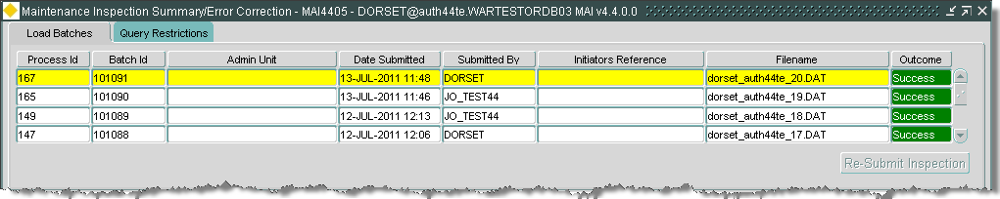 Maintenance Inspection Summary/Error Correction - MAI4405 - DORSET@auth44te.WARTESTORDB03 MAI v4.4.0.0
Load Batches Query Restrictions
Process Id Batch Id Admin Unit Date Submitted Submitted By Initiators Reference Filename Outcome
167 101091 13-JUL-2011 11:48 DORSET dorset_auth44te_20.DAT Success
165 101090 13-JUL-2011 11:46 JO_TEST44 dorset_auth44te_19.DAT Success
149 101089 12-JUL-2011 12:13 JO_TEST44 dorset_auth44te_18.DAT Success
147 101088 12-JUL-2011 12:06 DORSET dorset_auth44te_17.DAT Success
Re-Submit Inspection